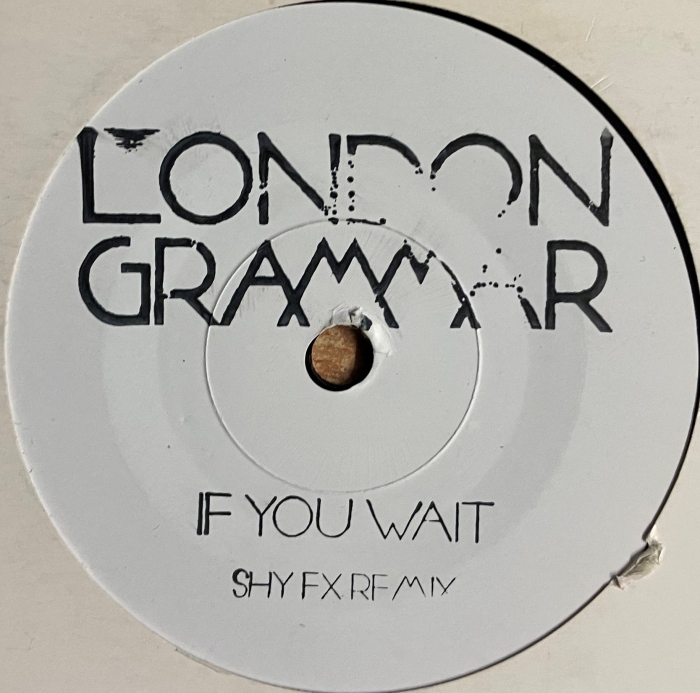 LONDON
GRAMMAR
IF YOU WAIT
SHY FX REMIX